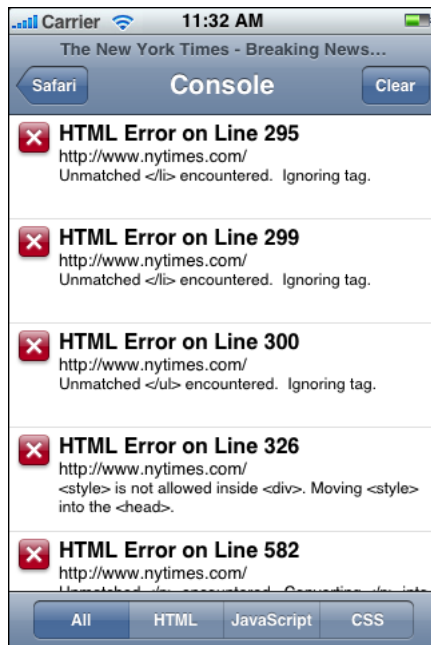 Carrier 11:32 AM
The New York Times - Breaking News...
Safari Console Clear
HTML Error on Line 295
http://www.nytimes.com/
Unmatched </li> encountered. Ignoring tag.
HTML Error on Line 299
http://www.nytimes.com/
Unmatched </li> encountered. Ignoring tag.
HTML Error on Line 300
http://www.nytimes.com/
Unmatched </ul> encountered. Ignoring tag.
HTML Error on Line 326
http://www.nytimes.com/
<style> is not allowed inside <div>. Moving <style>
into the <head>.
HTML Error on Line 582
http://www.nytimes.com/
Unmatched </p> encountered. Converting </p> into
All HTML JavaScript CSS